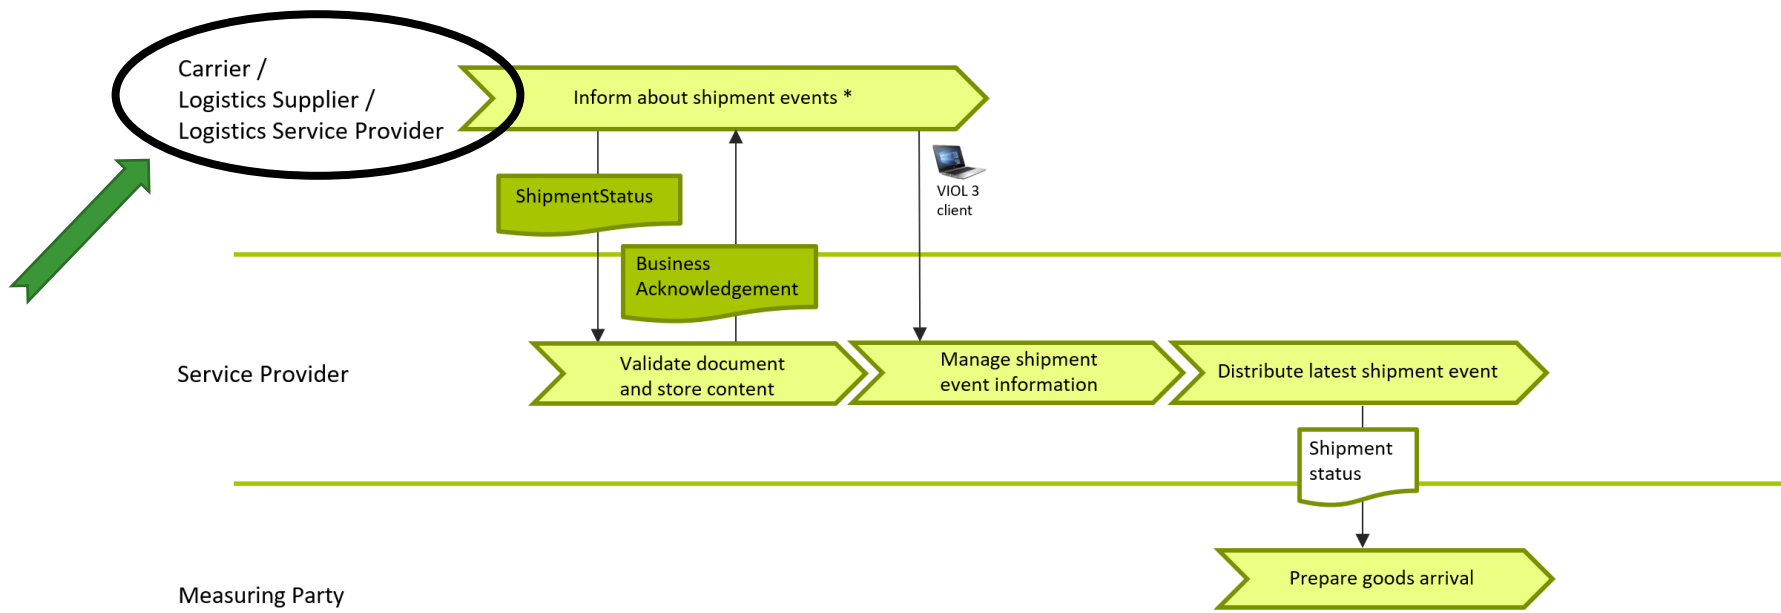 Carrier /
Logistics Supplier /
Logistics Service Provider
Inform about shipment events *
ShipmentStatus
VIOL 3
client
Business
Acknowledgement
Service Provider
Validate document
and store content
Manage shipment
event information
Distribute latest shipment event
Shipment
status
Measuring Party
Prepare goods arrival